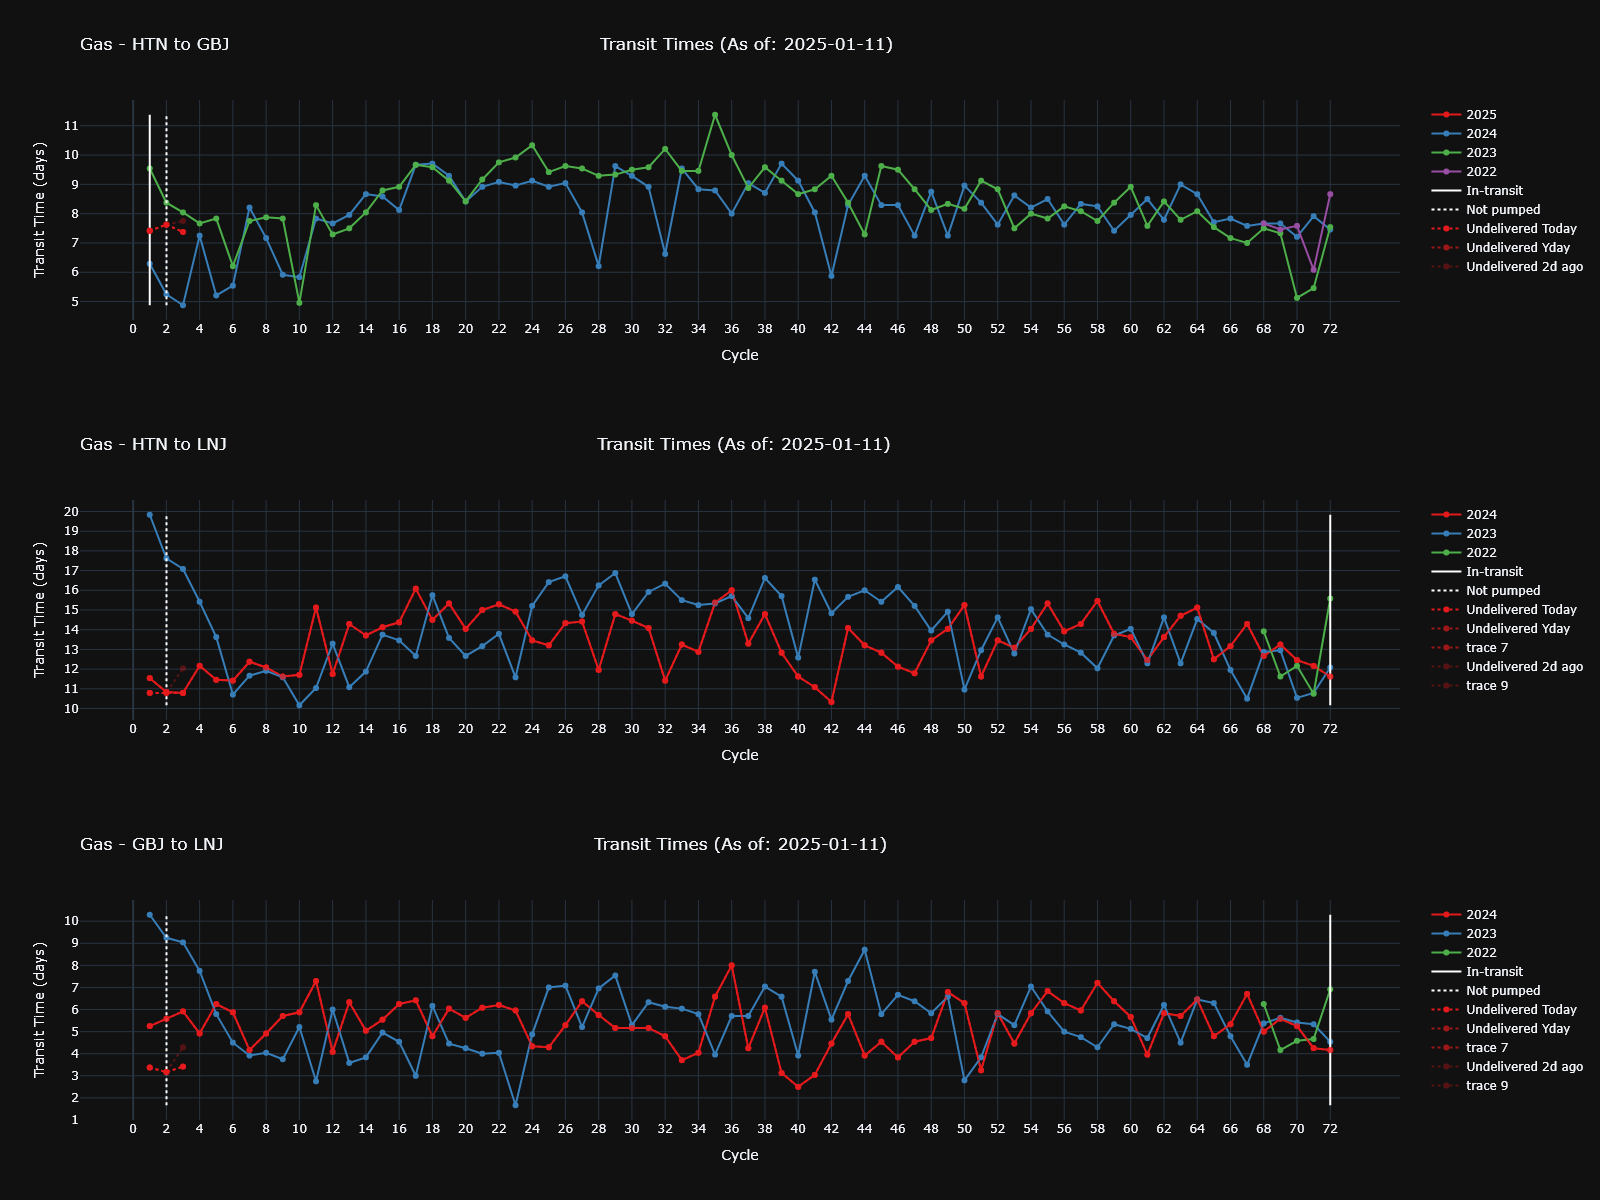 Gas - HTN to GBJ
Transit Times (As of: 2025-01-11)
Transit Time (days)
11
10
9
8
7
6
5
0 2 4 6 8 10 12 14 16 18 20 22 24 26 28 30 32 34 36 38 40 42 44 46 48 50 52 54 56 58 60 62 64 66 68 70 72
Cycle
2025
2024
2023
2022
In-transit
Not pumped
Undelivered Today
Undelivered Yday
Undelivered 2d ago
Gas - HTN to LNJ
Transit Times (As of: 2025-01-11)
Transit Time (days)
20
19
18
17
16
15
14
13
12
11
10
0 2 4 6 8 10 12 14 16 18 20 22 24 26 28 30 32 34 36 38 40 42 44 46 48 50 52 54 56 58 60 62 64 66 68 70 72
Cycle
2024
2023
2022
In-transit
Not pumped
Undelivered Today
Undelivered Yday
trace 7
Undelivered 2d ago
trace 9
Gas - GBJ to LNJ
Transit Times (As of: 2025-01-11)
Transit Time (days)
10
9
8
7
6
5
4
3
2
1
0 2 4 6 8 10 12 14 16 18 20 22 24 26 28 30 32 34 36 38 40 42 44 46 48 50 52 54 56 58 60 62 64 66 68 70 72
Cycle
2024
2023
2022
In-transit
Not pumped
Undelivered Today
Undelivered Yday
trace 7
Undelivered 2d ago
trace 9